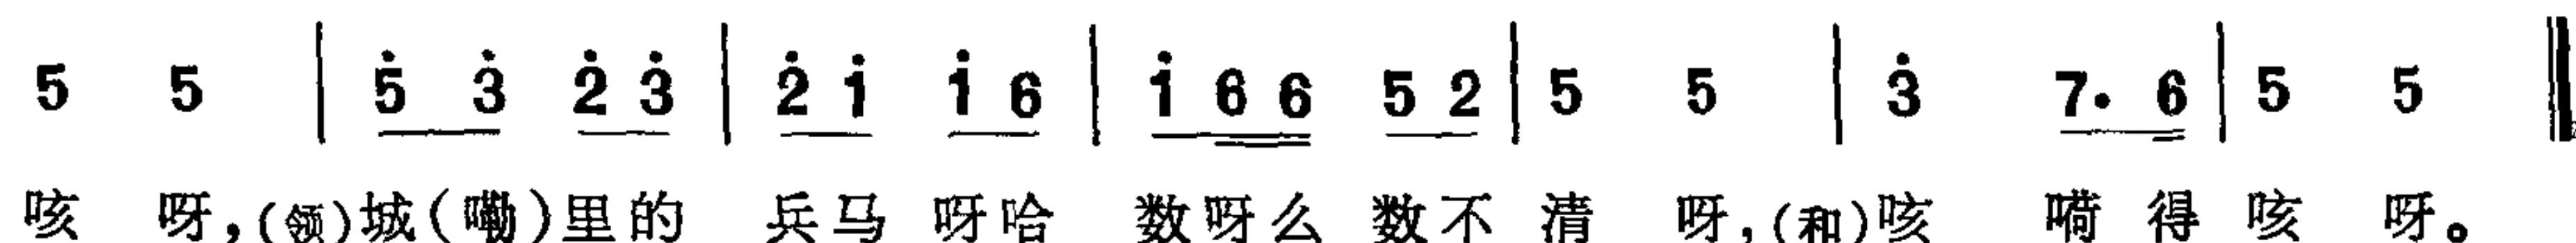 5 5 | 5̇ 3̇ 2̇ 3̇ | 2̇ 1̇ 1̇ 6 | 1̇ 6 6 5 2 | 5 5 | 3̇ 7. 6 | 5 5 ‖
咳 呀,(领)城(嘞)里的 兵马 呀哈 数呀么 数不 清 呀,(和)咳 嗬 得 咳 呀。